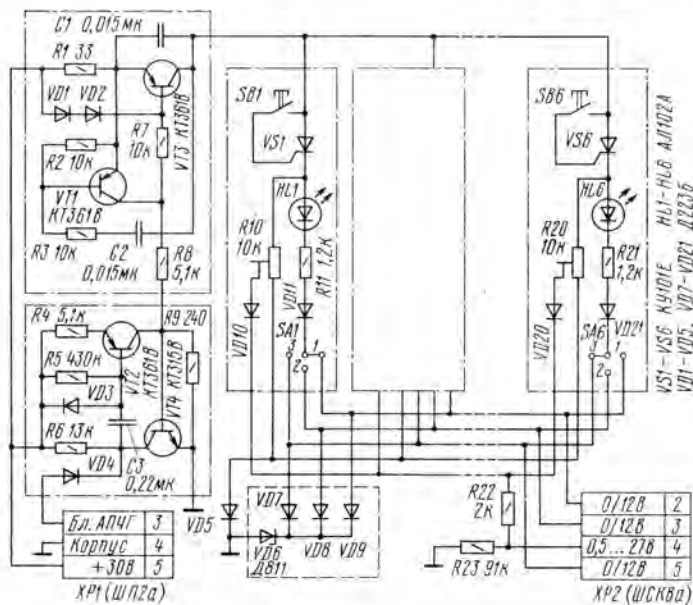 C1 0,015мк
R1 33
VD1 VD2
R7
10к
VT3 КТ361В
R2 10к
VT1
КТ361В
R3 10к
C2
0,015мк
R8
5,1к
R4 5,1к
R9 240
VT2
КТ361В
VT4 КТ315В
R5 430к
VD3
R6 13к
VD4
C3
0,22мк
VD5
Бл. АПЧГ 3
Корпус 4
+30В 5
XP1 (ШП2а)
SB1
VS1
HL1
R10
10к
R11 1,2к
VD11
VD10
SA1
3
1
2
VD7
VD6
Д811
VD8
VD9
SB6
VS6
HL6
R20
10к
R21
1,2к
VD20
VD21
SA6
3
1
2
R22
2к
R23 91к
0/12В 2
0/12В 3
0,5...27В 4
0/12В 5
XP2 (ШСКВа)
VS1-VS6 КУ101Е HL1-HL6 АЛ102А
VD1-VD5, VD7-VD21 Д223Б